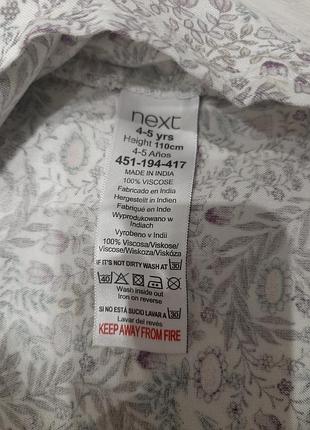 next
4-5 yrs
Height 110cm
4-5 Años
451-194-417
MADE IN INDIA
100% VISCOSE
Fabricado en India
Hergestellt in Indien
Fabriqué en Inde
Wyprodukowano w
Indiach
Vyrobeno v Indii
100% Viscosa/Viskose/
Wiskoza/Viskóza
IF IT'S NOT DIRTY WASH AT 30
40
Wash inside out
Iron on reverse
SI NO ESTÁ SUCIO LAVAR A 30
Lavar del revés
KEEP AWAY FROM FIRE